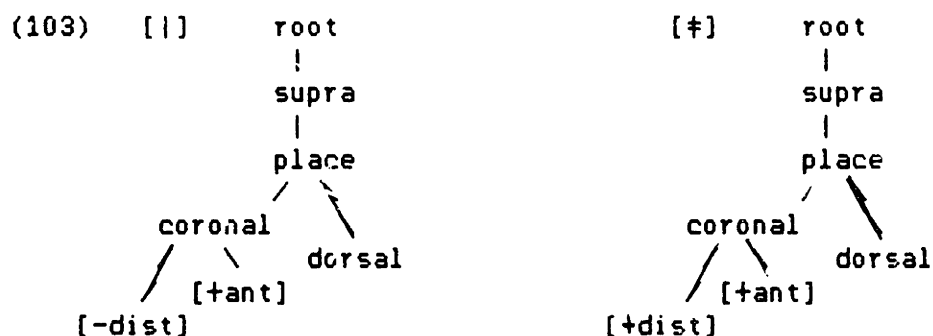 (103) [ǀ] root [ǂ] root
supra supra
place place
coronal coronal
dorsal dorsal
[+ant] [+ant]
[-dist] [+dist]